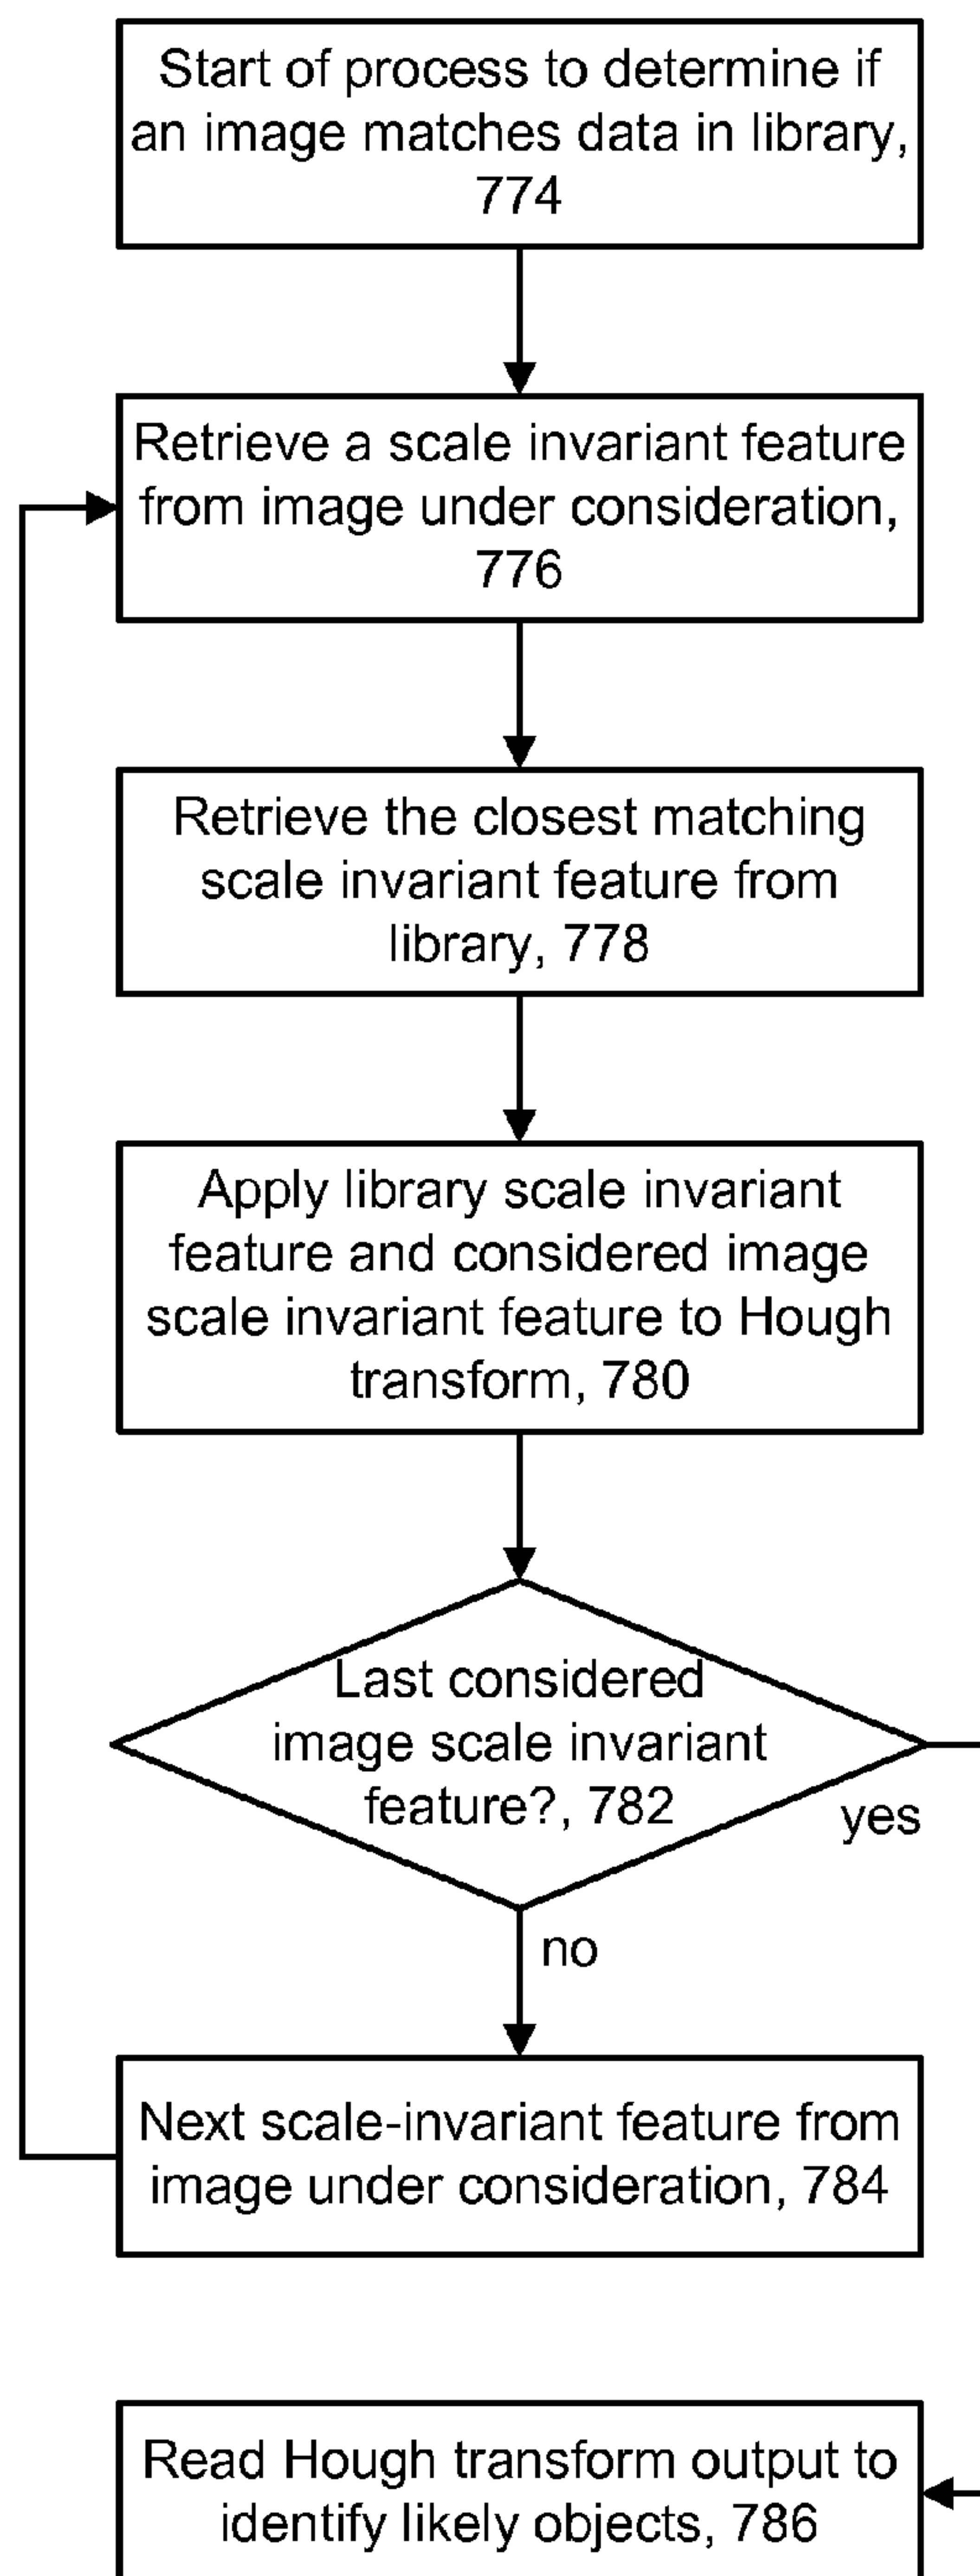 Start of process to determine if
an image matches data in library,
774
Retrieve a scale invariant feature
from image under consideration,
776
Retrieve the closest matching
scale invariant feature from
library, 778
Apply library scale invariant
feature and considered image
scale invariant feature to Hough
transform, 780
Last considered
image scale invariant
feature?, 782
yes
no
Next scale-invariant feature from
image under consideration, 784
Read Hough transform output to
identify likely objects, 786